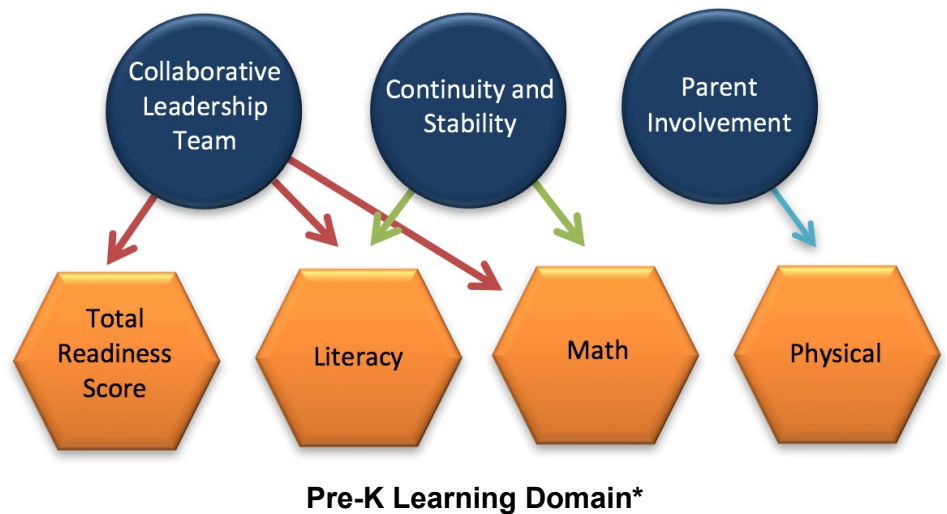 Collaborative
Leadership
Team
Continuity and
Stability
Parent
Involvement
Total
Readiness
Score
Literacy
Math
Physical
Pre-K Learning Domain*